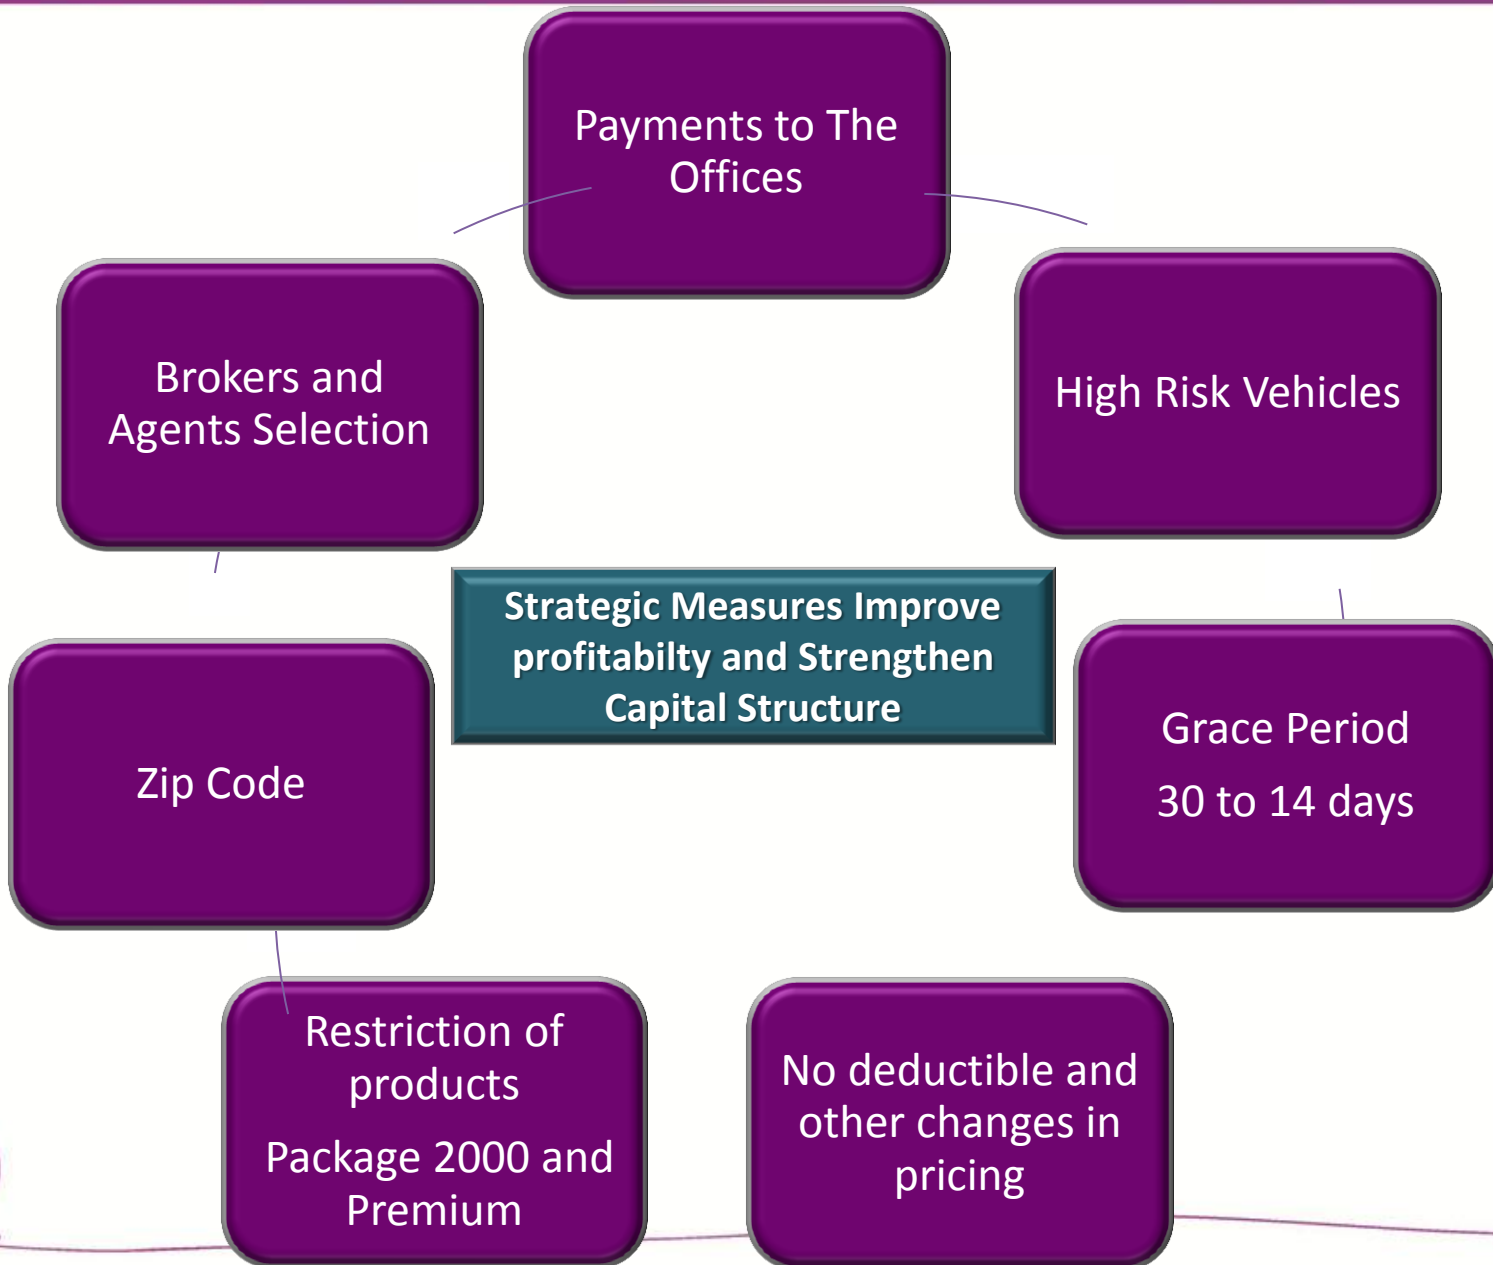 Payments to The
Offices
Brokers and
Agents Selection
High Risk Vehicles
Strategic Measures Improve
profitabilty and Strengthen
Capital Structure
Zip Code
Grace Period
30 to 14 days
Restriction of
products
Package 2000 and
Premium
No deductible and
other changes in
pricing